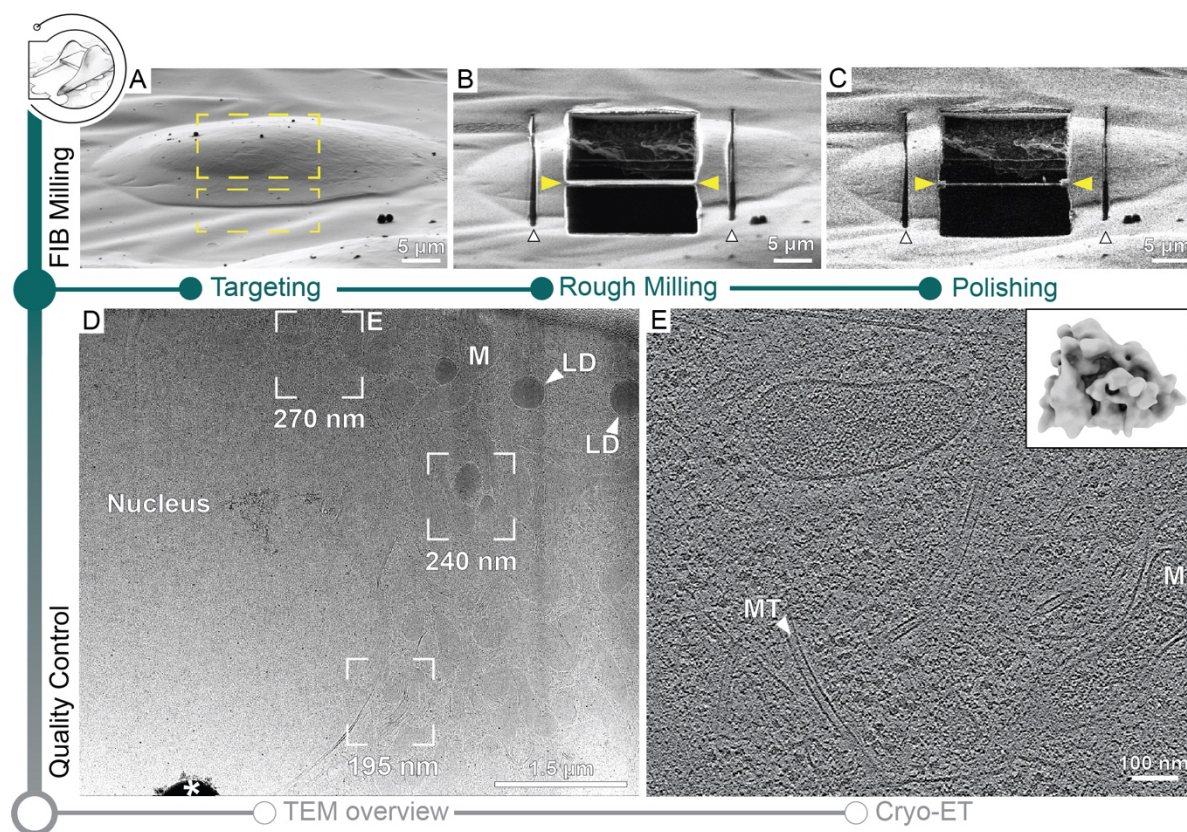 A
B
C
FIB Milling
5 µm
5 µm
5 µm
Targeting
Rough Milling
Polishing
D
E
E
M
LD
270 nm
LD
Nucleus
240 nm
MT
M
195 nm
1.5 µm
100 nm
*
Quality Control
TEM overview
Cryo-ET